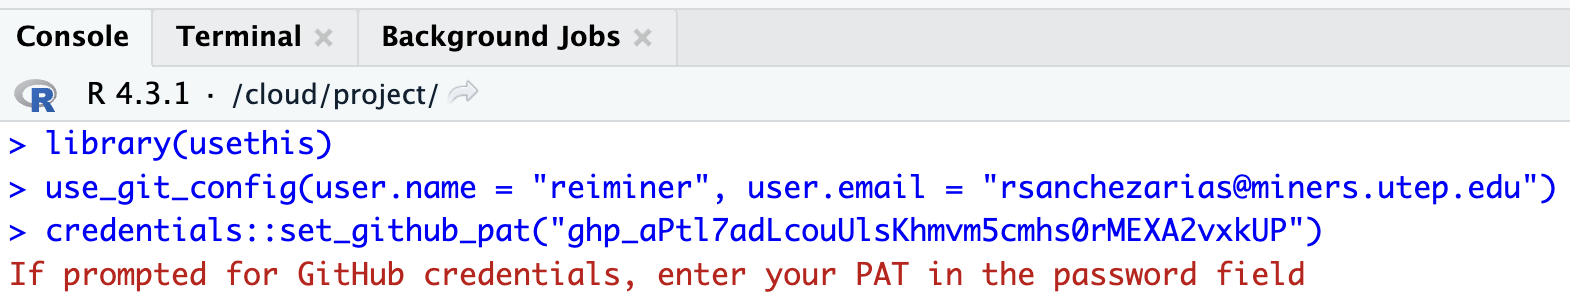 Console Terminal × Background Jobs ×
R R 4.3.1 · /cloud/project/
> library(usethis)
> use_git_config(user.name = "reiminer", user.email = "rsanchezarias@miners.utep.edu")
> credentials::set_github_pat("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")
If prompted for GitHub credentials, enter your PAT in the password field